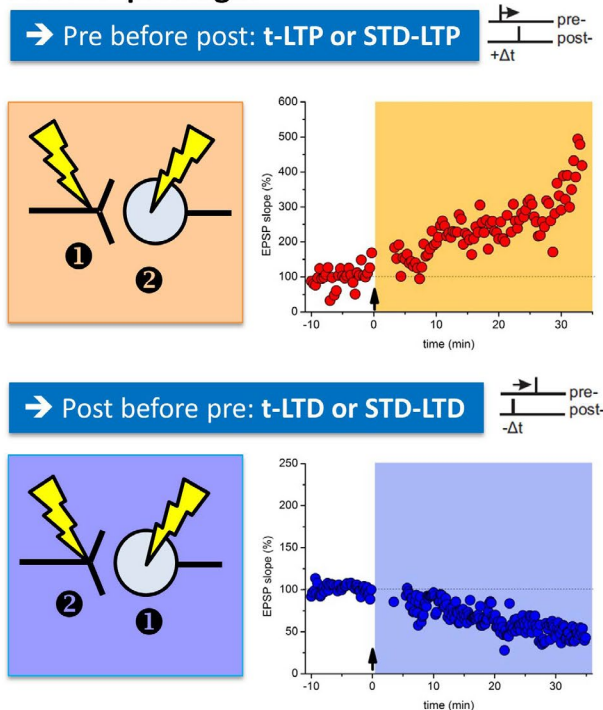 → Pre before post: t-LTP or STD-LTP
pre-
post-
+Δt
❶
❷
600
500
400
300
200
100
0
EPSP slope (%)
-10 0 10 20 30
time (min)
→ Post before pre: t-LTD or STD-LTD
pre-
post-
-Δt
❷
❶
250
200
150
100
50
0
EPSP slope (%)
-10 0 10 20 30
time (min)